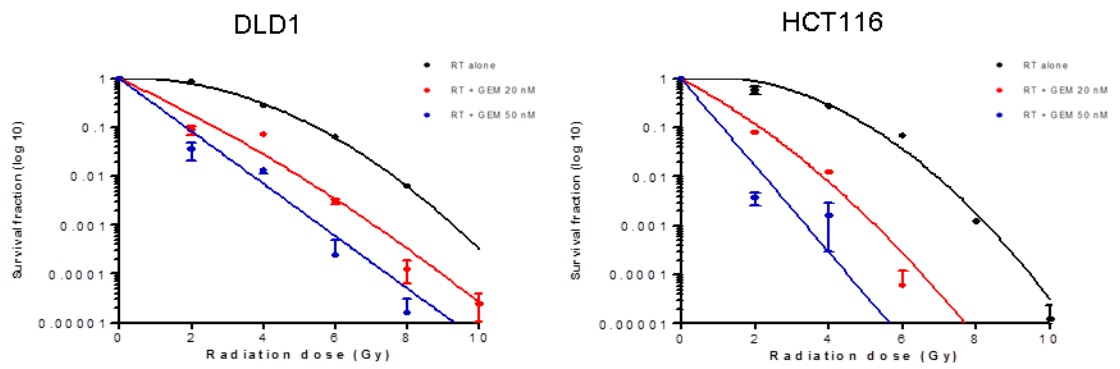 DLD1
HCT116
RT alone
RT + GEM 20 nM
RT + GEM 50 nM
Survival fraction (log 10)
1
0.1
0.01
0.001
0.0001
0.00001
0 2 4 6 8 10
Radiation dose (Gy)
RT alone
RT + GEM 20 nM
RT + GEM 50 nM
Survival fraction (log 10)
1
0.1
0.01
0.001
0.0001
0.00001
0 2 4 6 8 10
Radiation dose (Gy)